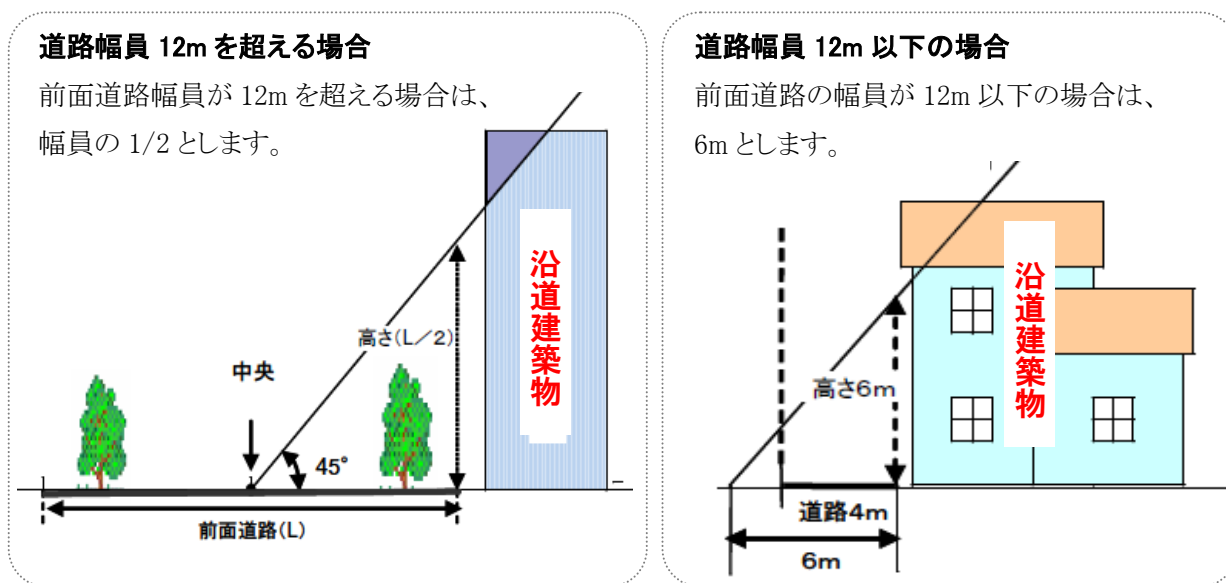 道路幅員 12m を超える場合
前面道路幅員が 12m を超える場合は、
幅員の 1/2 とします。
沿道建築物
高さ(L/2)
中央
45°
前面道路(L)
道路幅員 12m 以下の場合
前面道路の幅員が 12m 以下の場合は、
6m とします。
沿道建築物
高さ6m
道路4m
6m